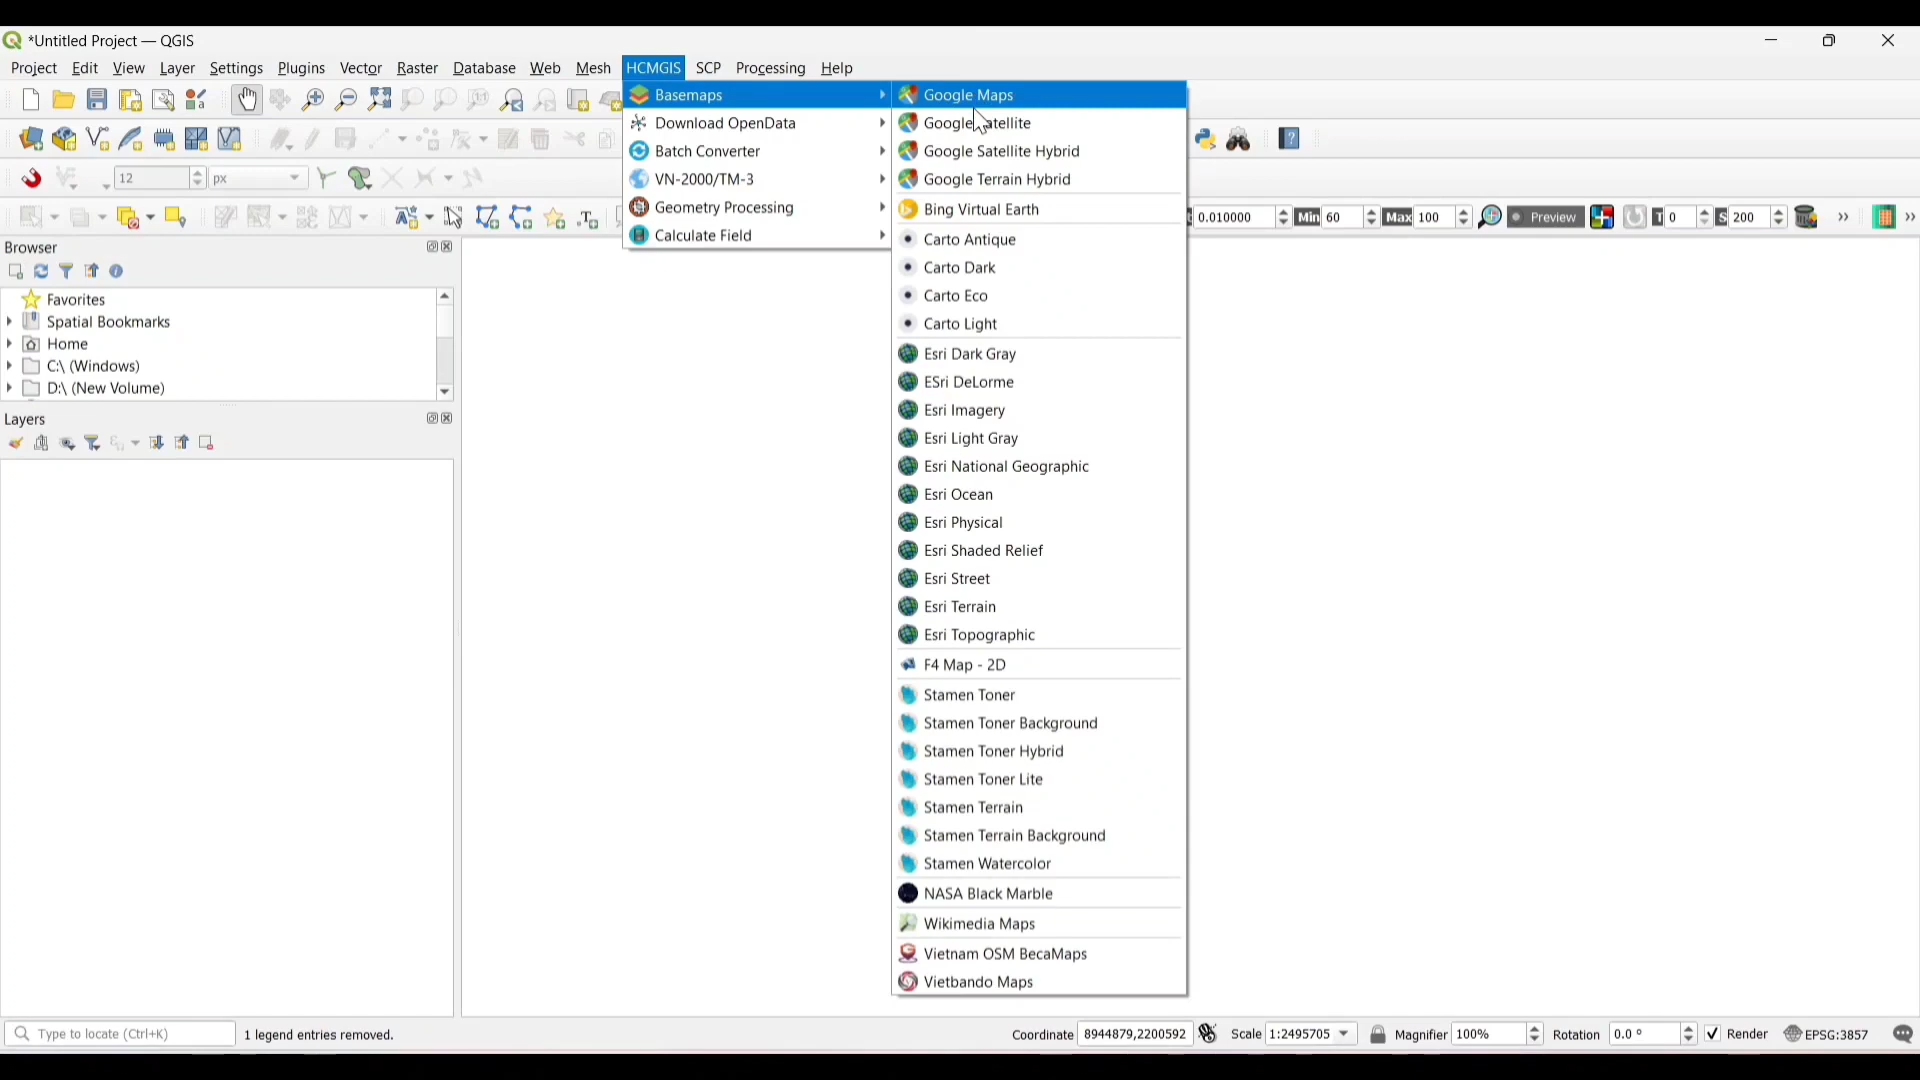 *Untitled Project — QGIS
Project Edit View Layer Settings Plugins Vector Raster Database Web Mesh HCMGIS SCP Processing Help
Basemaps
Download OpenData
Batch Converter
VN-2000/TM-3
Geometry Processing
Calculate Field
Google Maps
Google Satellite Hybrid
Google Terrain Hybrid
Bing Virtual Earth
Carto Antique
Carto Dark
Carto Eco
Carto Light
Esri Dark Gray
ESri DeLorme
Esri Imagery
Esri Light Gray
Esri National Geographic
Esri Ocean
Esri Physical
Esri Shaded Relief
Esri Street
Esri Terrain
Esri Topographic
F4 Map - 2D
Stamen Toner
Stamen Toner Background
Stamen Toner Hybrid
Stamen Toner Lite
Stamen Terrain
Stamen Terrain Background
Stamen Watercolor
NASA Black Marble
Wikimedia Maps
Vietnam OSM BecaMaps
Vietbando Maps
12 px
0.010000 Min 60 Max 100 Preview T 0 S 200
Browser
Favorites
Spatial Bookmarks
Home
C:\ (Windows)
D:\ (New Volume)
Layers
Type to locate (Ctrl+K) 1 legend entries removed. Coordinate 8944879,2200592 Scale 1:2495705 Magnifier 100% Rotation 0.0 ° Render EPSG:3857